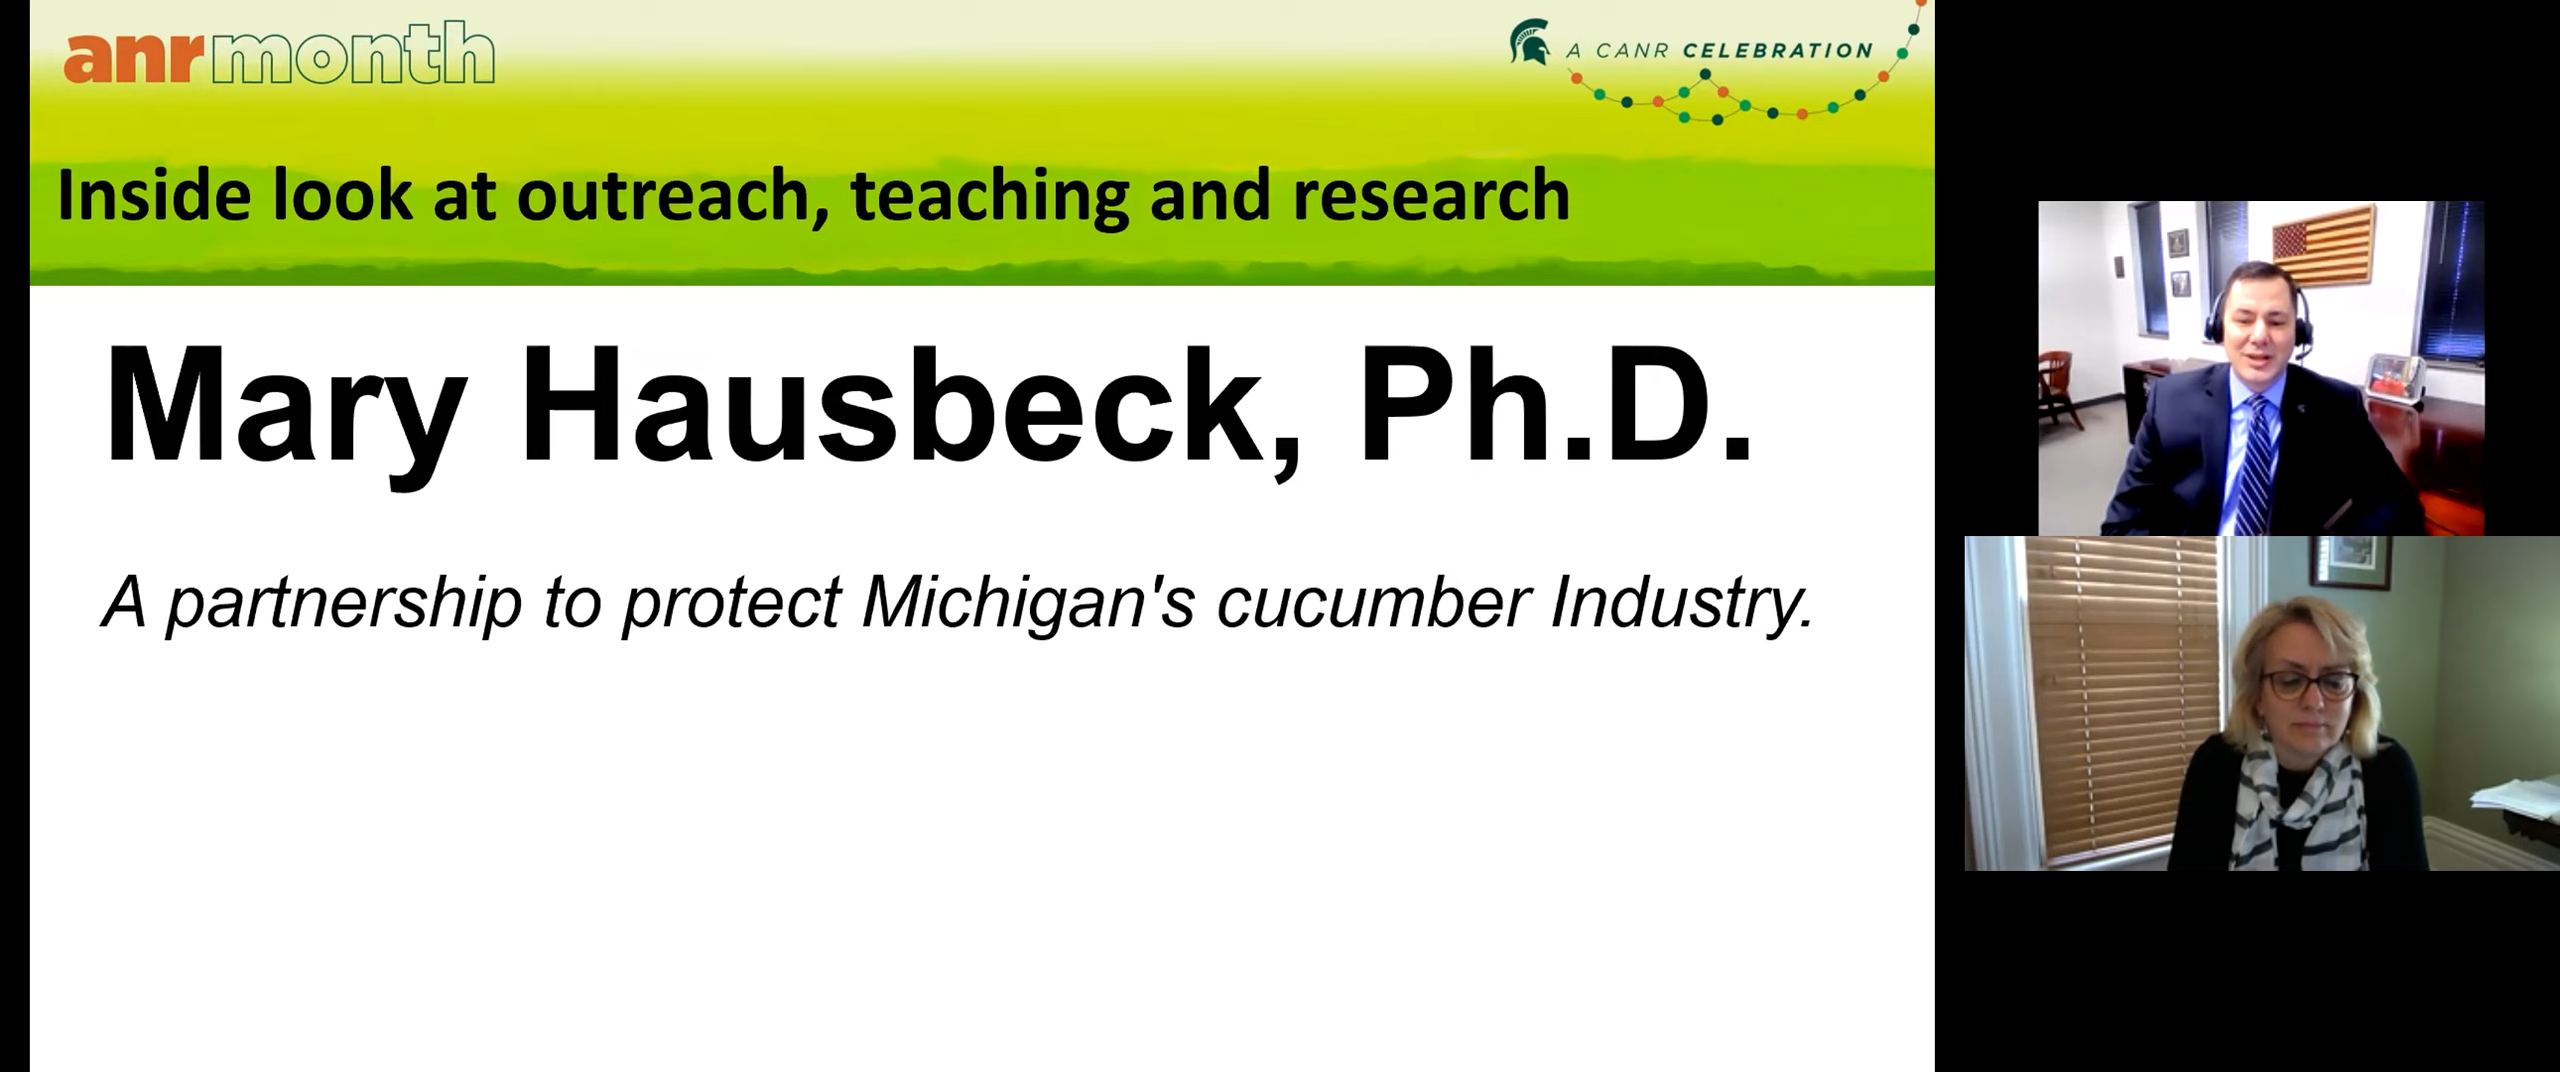 anrmonth
A CANR CELEBRATION
Inside look at outreach, teaching and research
Mary Hausbeck, Ph.D.
A partnership to protect Michigan's cucumber Industry.